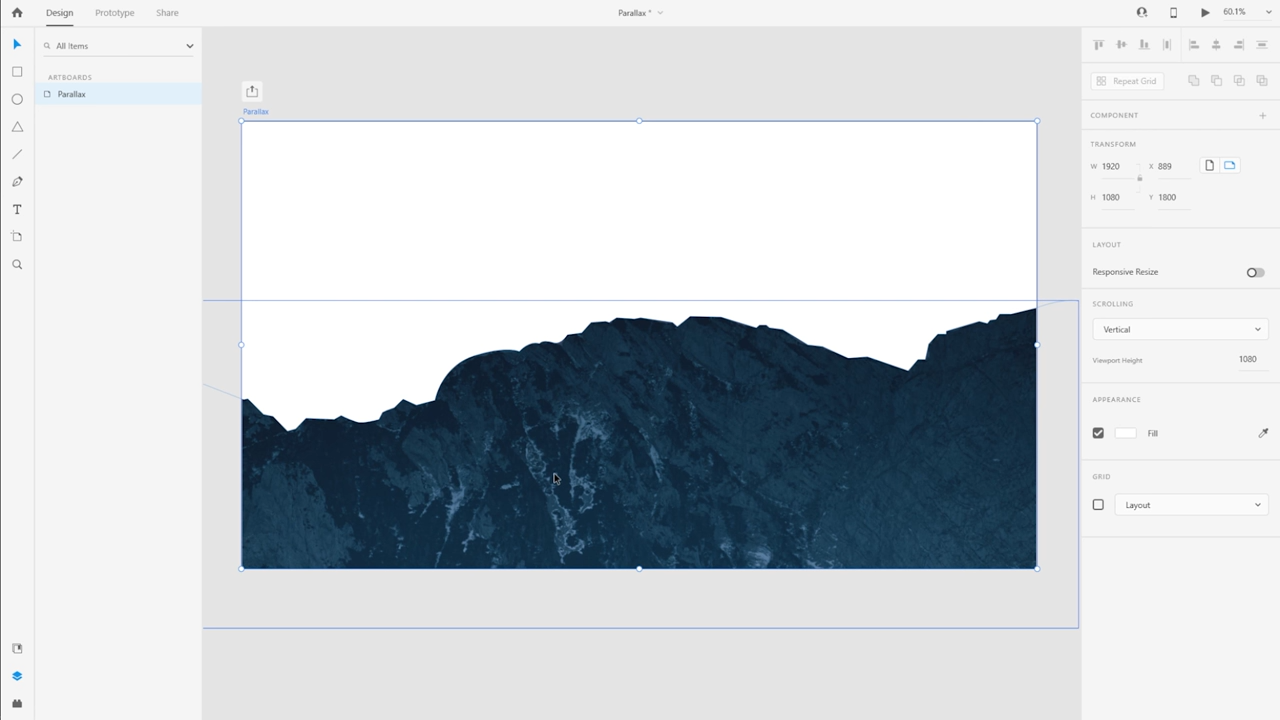 Design Prototype Share Parallax * 60.1%
All Items
ARTBOARDS
Parallax
Parallax
Repeat Grid
COMPONENT
TRANSFORM
W 1920 X 889
H 1080 Y 1800
LAYOUT
Responsive Resize
SCROLLING
Vertical
Viewport Height 1080
APPEARANCE
Fill
GRID
Layout